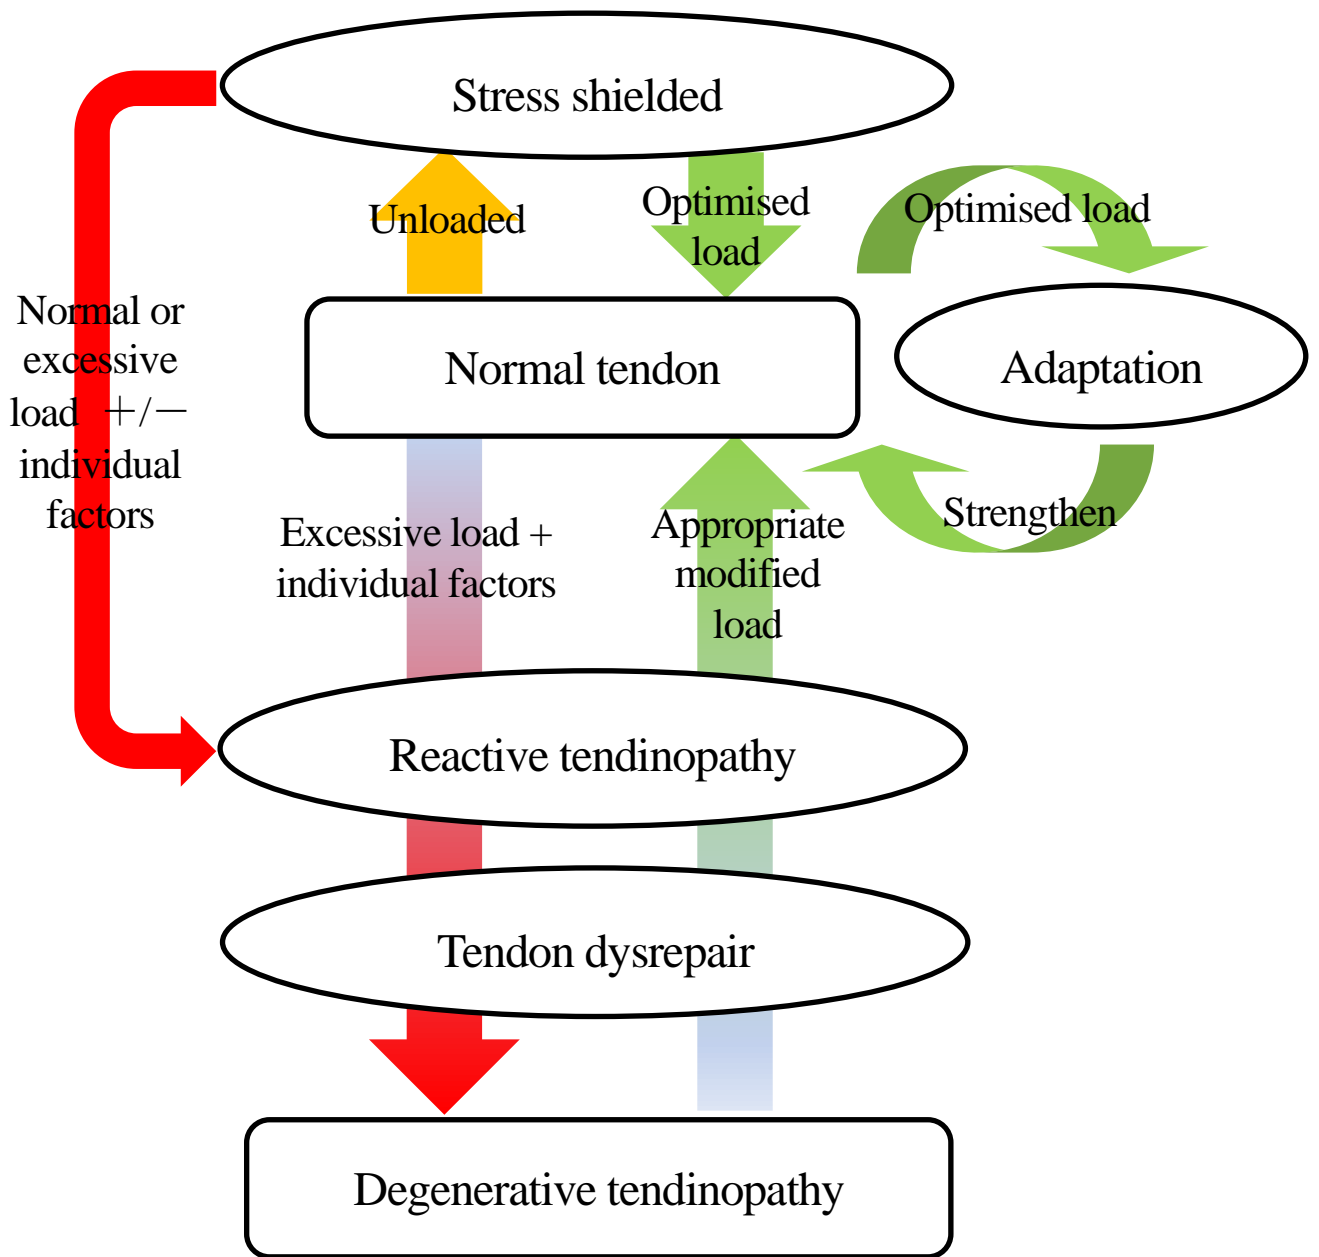 Stress shielded
Unloaded
Optimised
load
Optimised load
Normal or
excessive
load +/−
individual
factors
Normal tendon
Adaptation
Excessive load +
individual factors
Appropriate
modified
load
Strengthen
Reactive tendinopathy
Tendon dysrepair
Degenerative tendinopathy